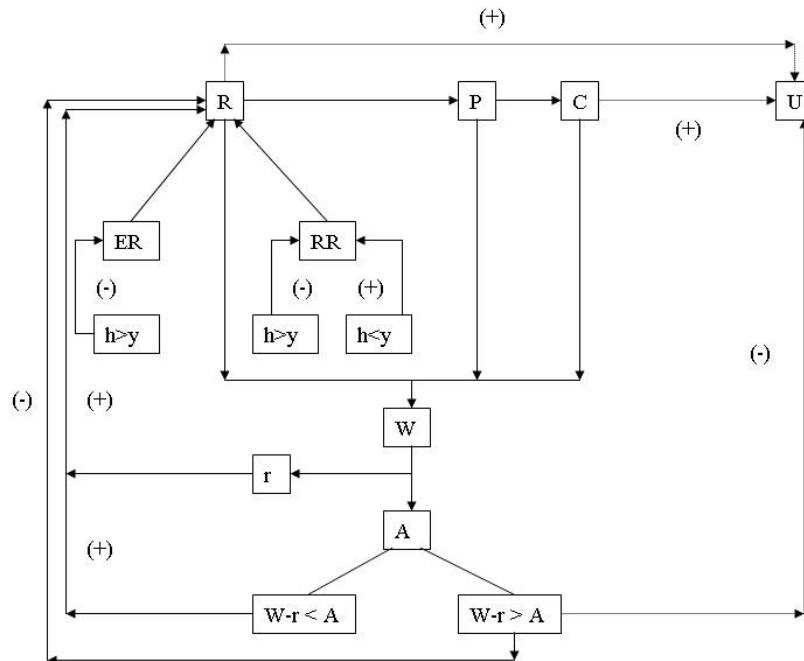 (+)
R
P
C
U
(+)
ER
RR
(-)
(-)
(+)
h>y
h>y
h<y
(-)
(-)
(+)
W
r
A
(+)
W-r < A
W-r > A